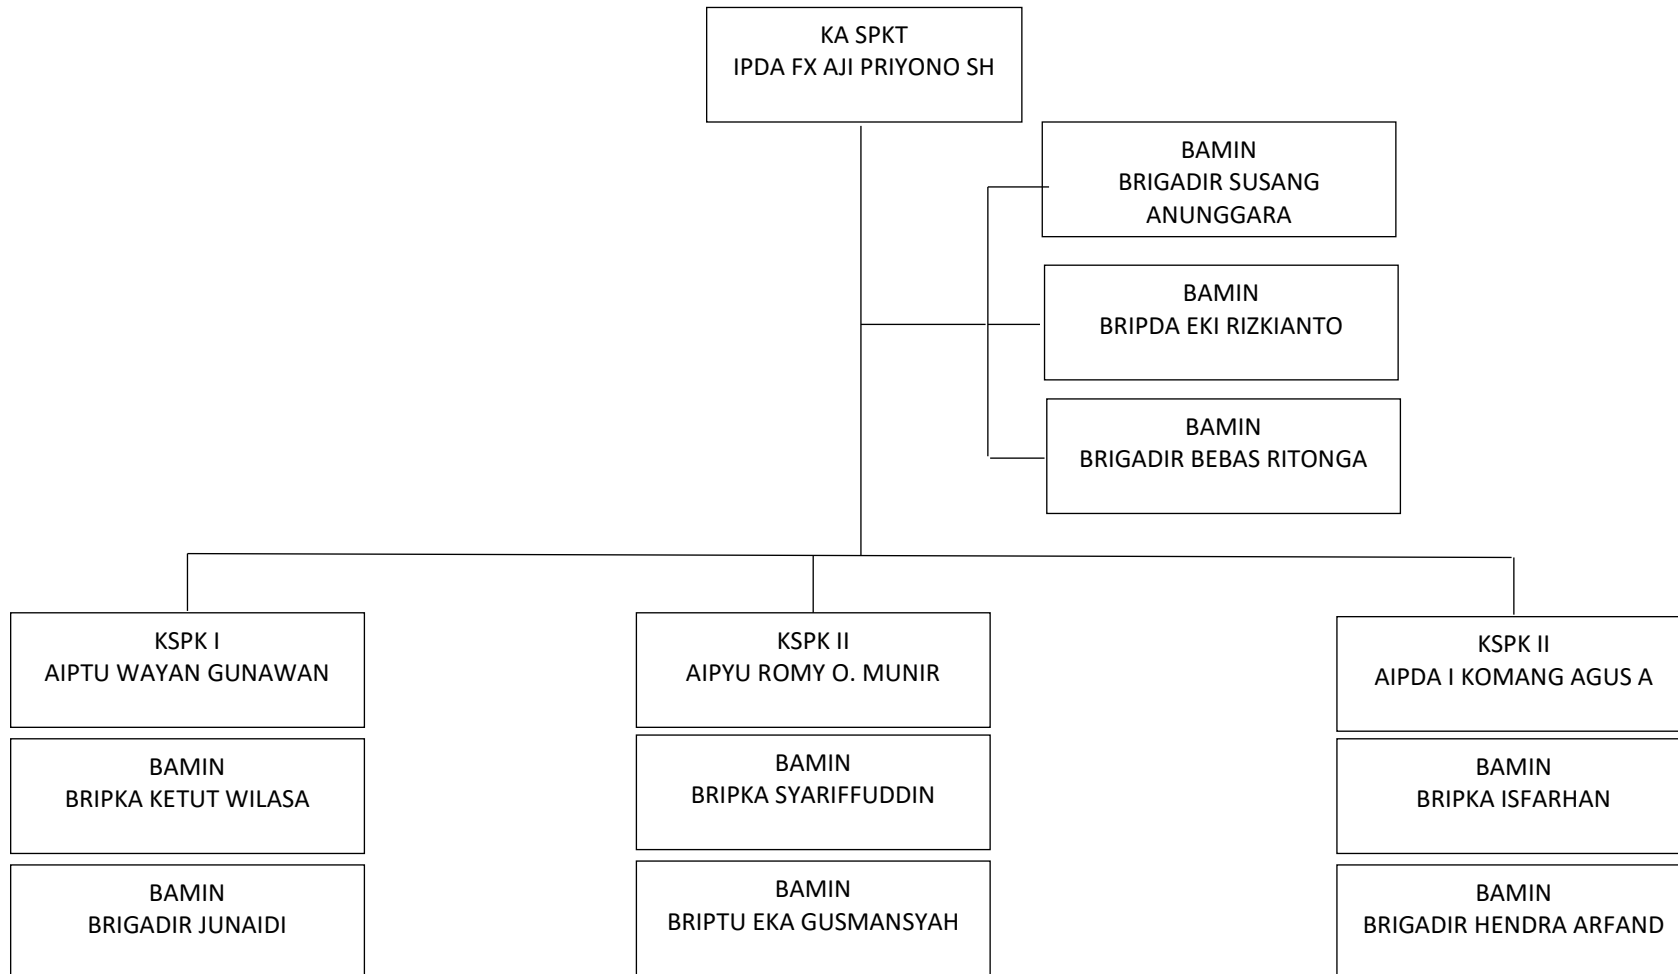 KA SPKT
IPDA FX AJI PRIYONO SH
BAMIN
BRIGADIR SUSANG
ANUNGGARA
BAMIN
BRIPDA EKI RIZKIANTO
BAMIN
BRIGADIR BEBAS RITONGA
KSPK I
AIPTU WAYAN GUNAWAN
BAMIN
BRIPKA KETUT WILASA
BAMIN
BRIGADIR JUNAIDI
KSPK II
AIPYU ROMY O. MUNIR
BAMIN
BRIPKA SYARIFFUDDIN
BAMIN
BRIPTU EKA GUSMANSYAH
KSPK II
AIPDA I KOMANG AGUS A
BAMIN
BRIPKA ISFARHAN
BAMIN
BRIGADIR HENDRA ARFAND